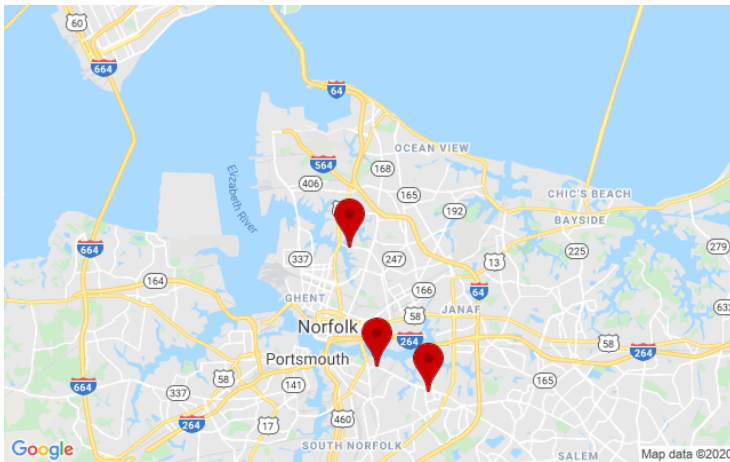 60
664
64
OCEAN VIEW
564
168
406
165
CHIC'S BEACH
Elizabeth River
192
BAYSIDE
664
337
247
13
225
279
164
GHENT
166
64
JANAF
58
Norfolk
264
58
264
Portsmouth
664
58
141
165
337
264
17
460
SOUTH NORFOLK
SALEM
Google
Map data ©2020